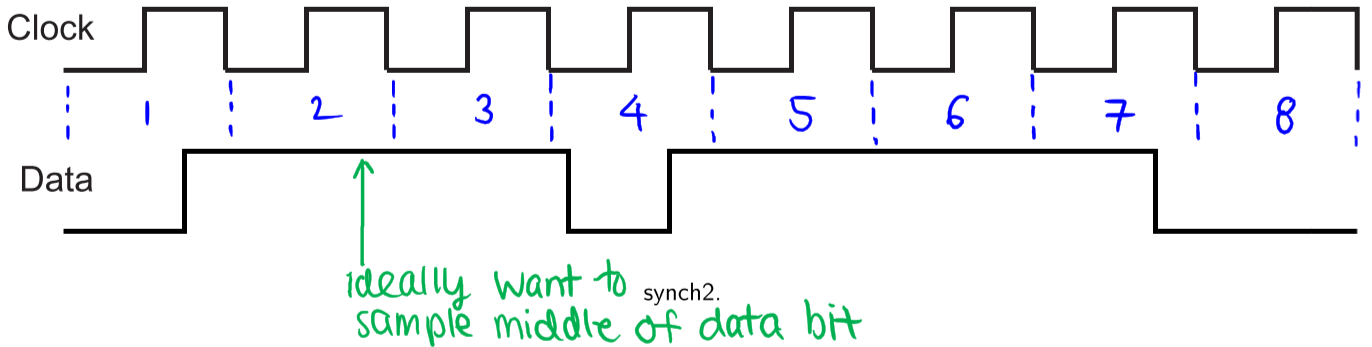 Clock
1 2 3 4 5 6 7 8
Data
ideally want to synch2.
sample middle of data bit